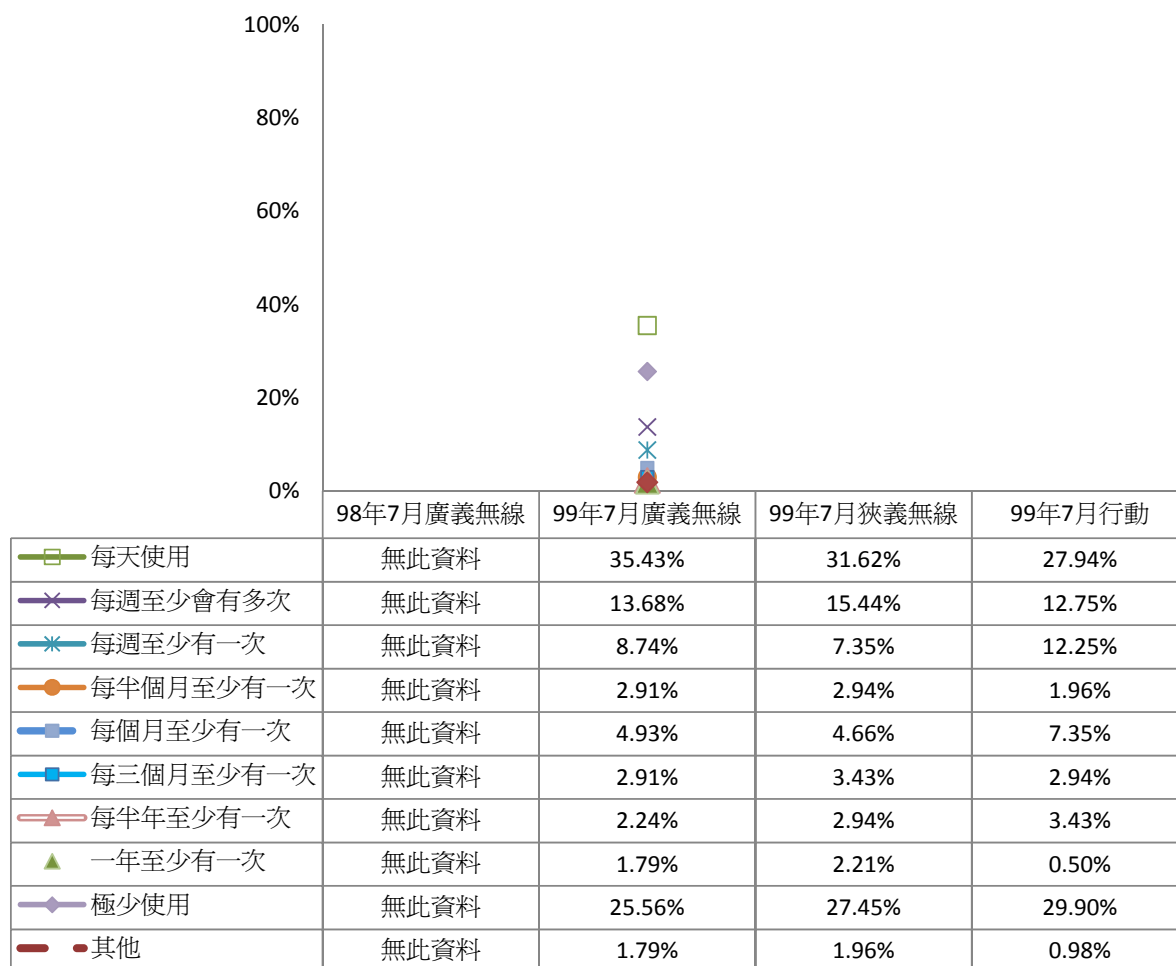 100%
80%
60%
40%
20%
0%
98年7月廣義無線 99年7月廣義無線 99年7月狹義無線 99年7月行動
每天使用 無此資料 35.43% 31.62% 27.94%
每週至少會有多次 無此資料 13.68% 15.44% 12.75%
每週至少有一次 無此資料 8.74% 7.35% 12.25%
每半個月至少有一次 無此資料 2.91% 2.94% 1.96%
每個月至少有一次 無此資料 4.93% 4.66% 7.35%
每三個月至少有一次 無此資料 2.91% 3.43% 2.94%
每半年至少有一次 無此資料 2.24% 2.94% 3.43%
一年至少有一次 無此資料 1.79% 2.21% 0.50%
極少使用 無此資料 25.56% 27.45% 29.90%
其他 無此資料 1.79% 1.96% 0.98%